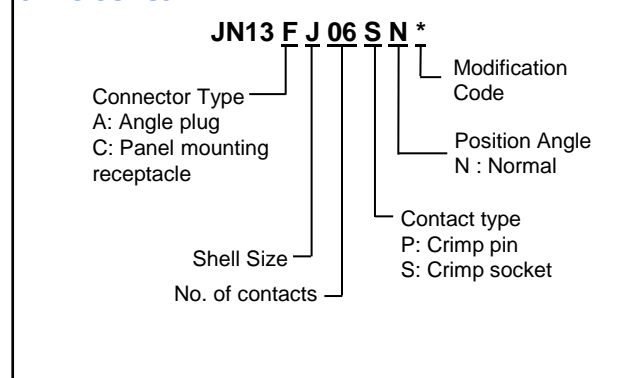 JN13 F J 06 S N *
Modification
Code
Connector Type
A: Angle plug
C: Panel mounting
receptacle
Position Angle
N : Normal
Contact type
P: Crimp pin
S: Crimp socket
Shell Size
No. of contacts